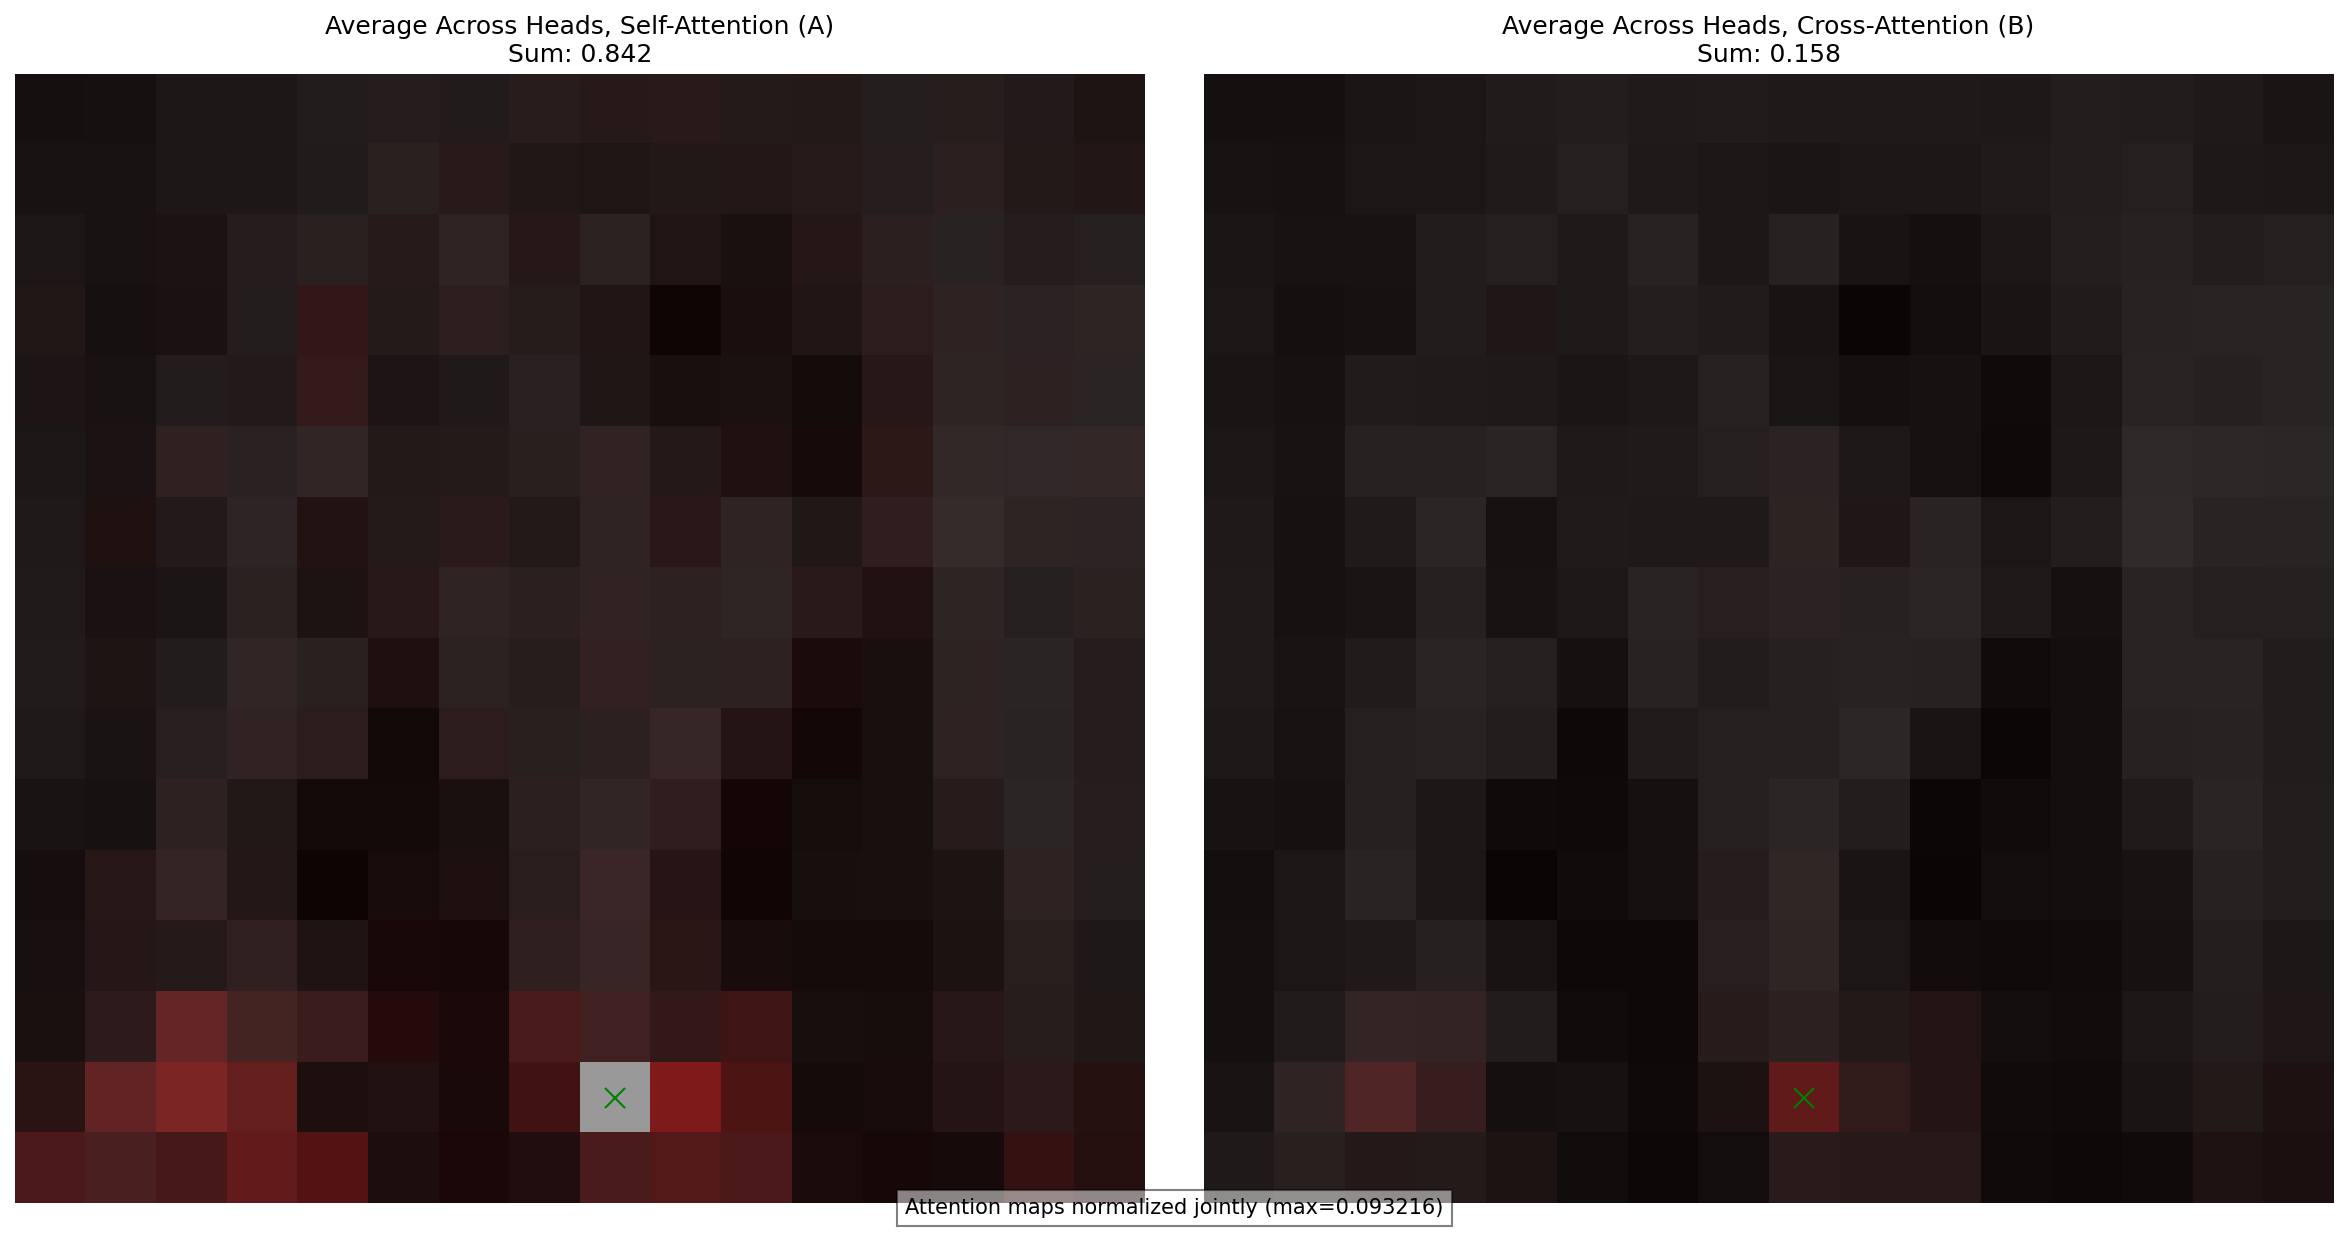 Average Across Heads, Self-Attention (A)
Sum: 0.842
Average Across Heads, Cross-Attention (B)
Sum: 0.158
Attention maps normalized jointly (max=0.093216)